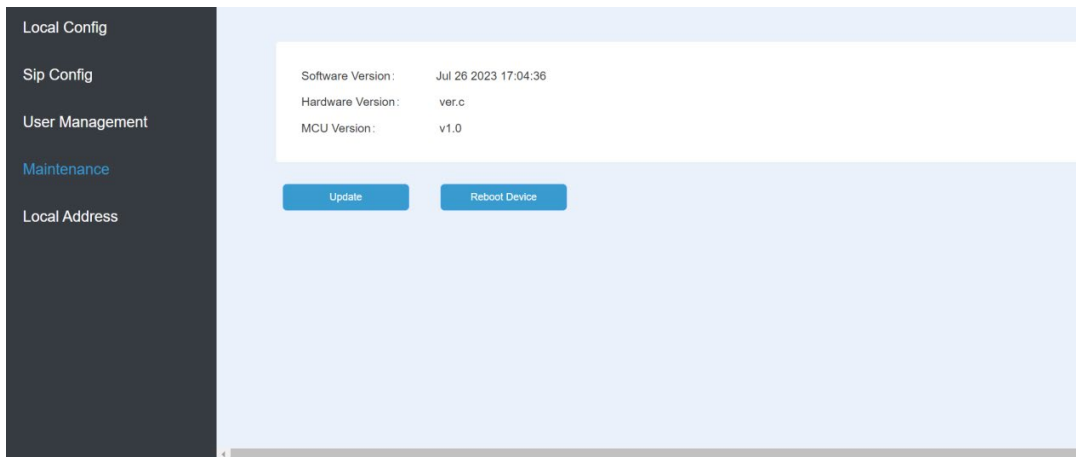 Local Config
Sip Config
User Management
Maintenance
Local Address
Software Version: Jul 26 2023 17:04:36
Hardware Version: ver.c
MCU Version: v1.0
Update
Reboot Device